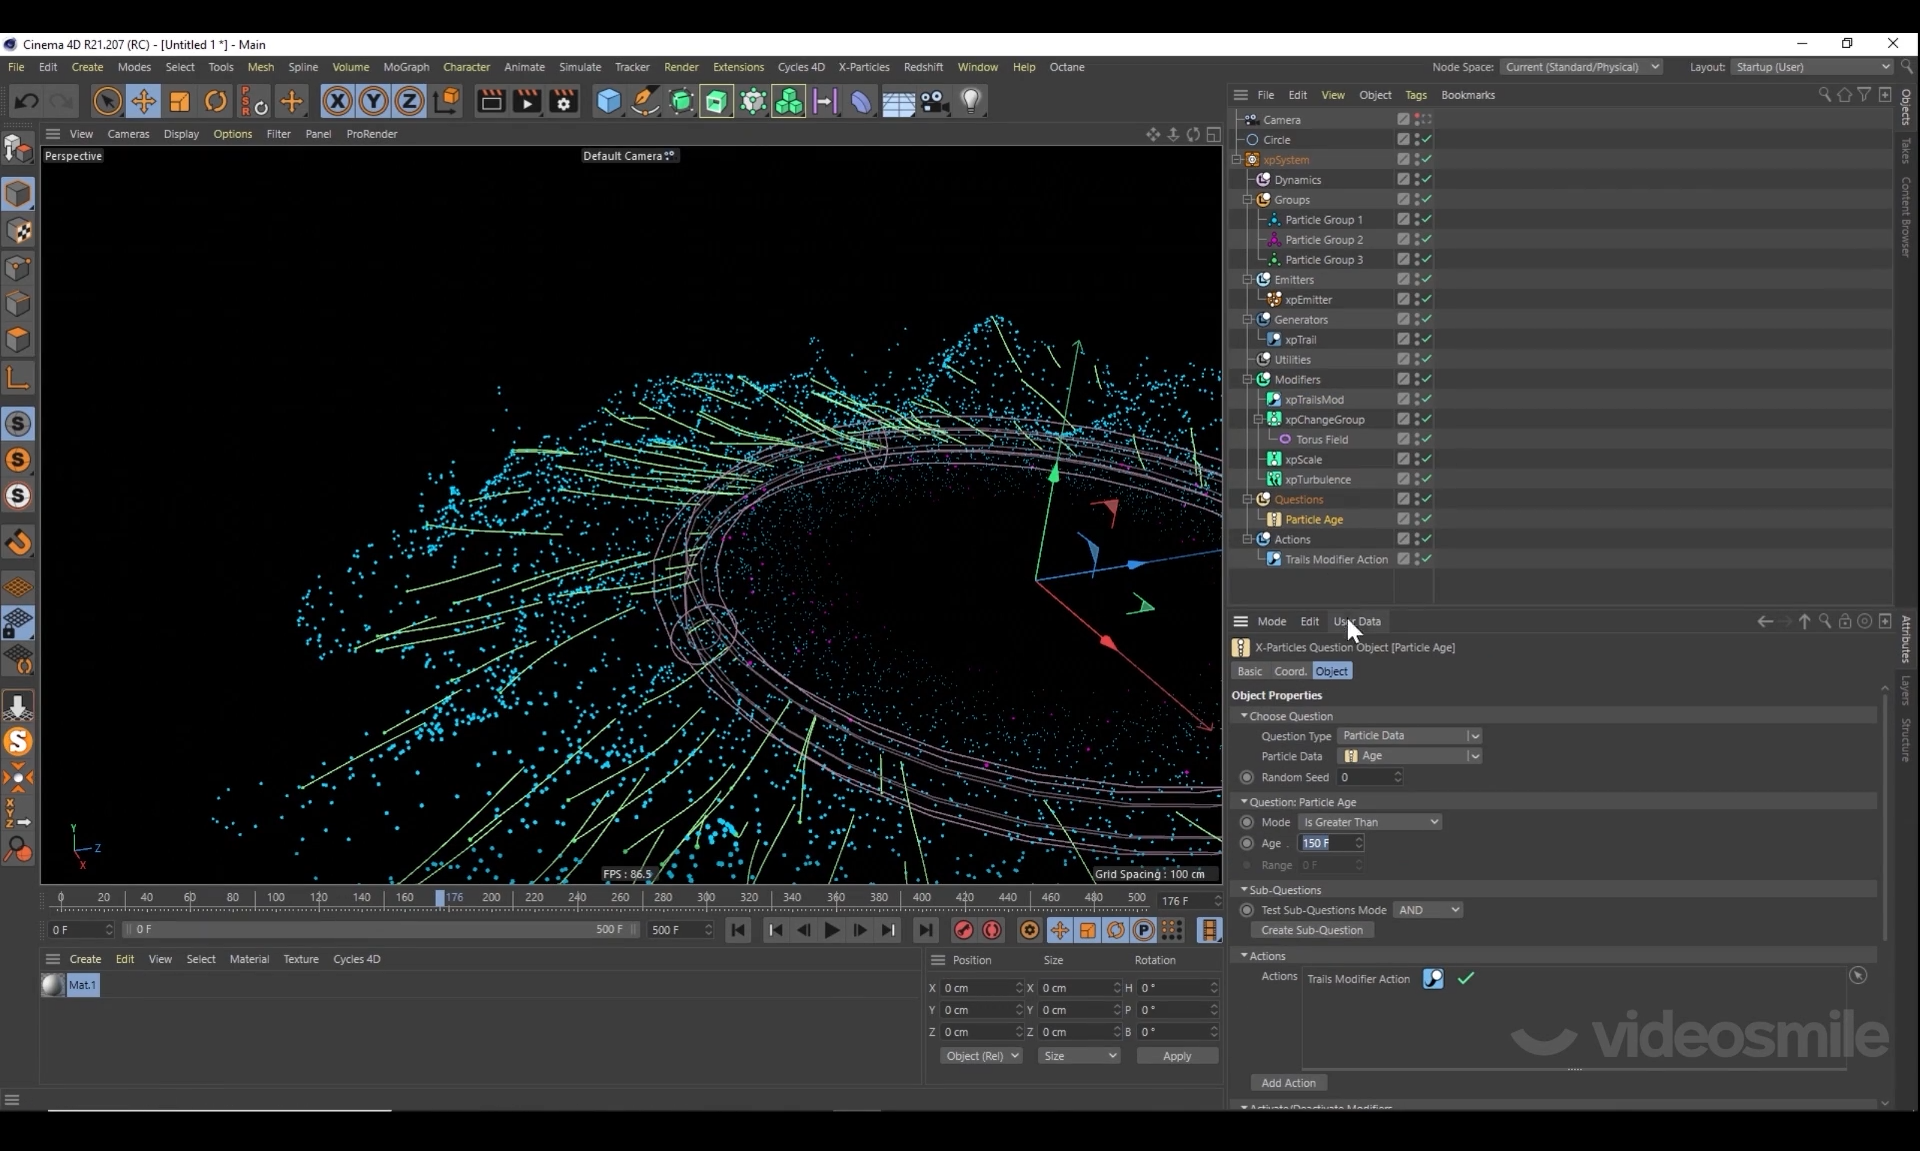 Cinema 4D R21.207 (RC) - [Untitled 1 *] - Main
File Edit Create Modes Select Tools Mesh Spline Volume MoGraph Character Animate Simulate Tracker Render Extensions Cycles 4D X-Particles Redshift Window Help Octane
Node Space: Current (Standard/Physical) Layout: Startup (User)
PSR
X Y Z
View Cameras Display Options Filter Panel ProRender
Perspective
Default Camera
FPS : 86.5
Grid Spacing : 100 cm
Y
Z
X
0 20 40 60 80 100 120 140 160 176 200 220 240 260 280 300 320 340 360 380 400 420 440 460 480 500 176 F
0 F 0 F 500 F 500 F
Create Edit View Select Material Texture Cycles 4D
Mat.1
Position Size Rotation
X 0 cm X 0 cm H 0 °
Y 0 cm Y 0 cm P 0 °
Z 0 cm Z 0 cm B 0 °
Object (Rel) Size Apply
File Edit View Object Tags Bookmarks
Camera
Circle
xpSystem
Dynamics
Groups
Particle Group 1
Particle Group 2
Particle Group 3
Emitters
xpEmitter
Generators
xpTrail
Utilities
Modifiers
xpTrailsMod
xpChangeGroup
Torus Field
xpScale
xpTurbulence
Questions
Particle Age
Actions
Trails Modifier Action
Objects
Takes
Content Browser
Mode Edit User Data
X-Particles Question Object [Particle Age]
Basic Coord. Object
Object Properties
Choose Question
Question Type Particle Data
Particle Data Age
Random Seed 0
Question: Particle Age
Mode Is Greater Than
Age . 150 F
Range 0 F
Sub-Questions
Test Sub-Questions Mode AND
Create Sub-Question
Actions
Actions Trails Modifier Action
Add Action
Activate/Deactivate Modifiers
Attributes
Layers
Structure
videosmile